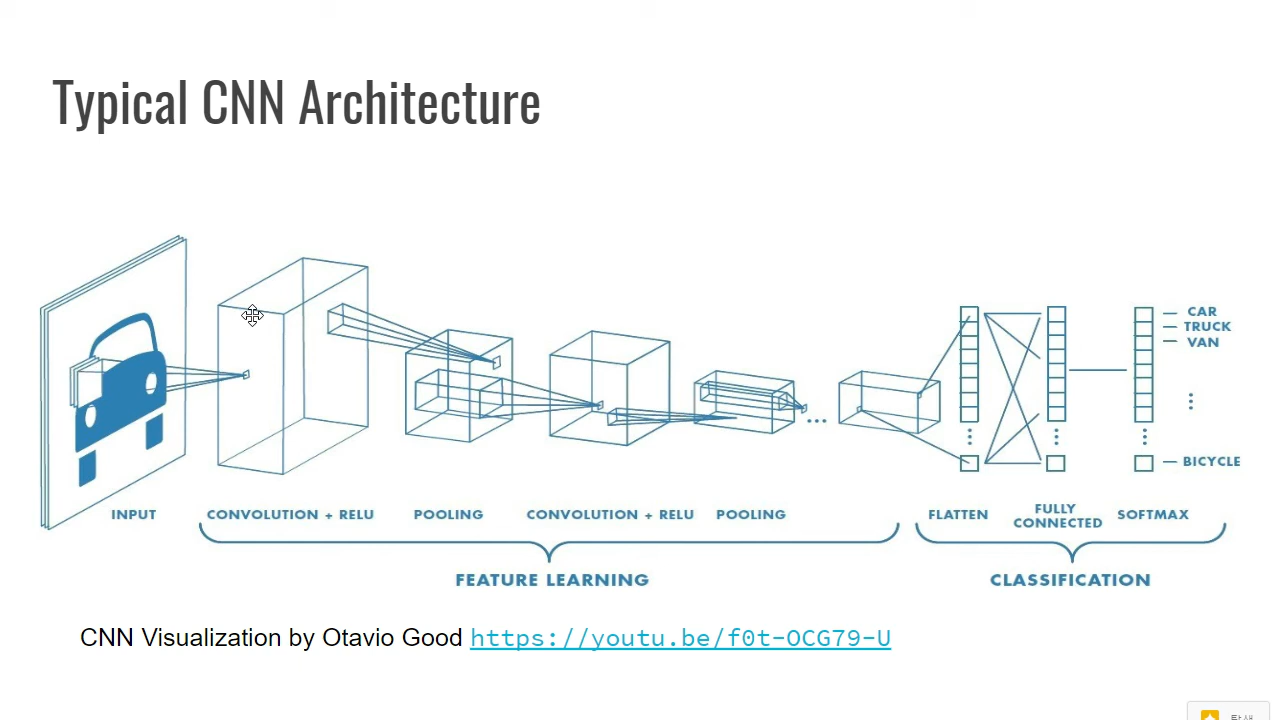 Typical CNN Architecture
CAR
TRUCK
VAN
BICYCLE
INPUT
CONVOLUTION + RELU
POOLING
CONVOLUTION + RELU
POOLING
FLATTEN
FULLY
CONNECTED
SOFTMAX
FEATURE LEARNING
CLASSIFICATION
CNN Visualization by Otavio Good https://youtu.be/f0t-OCG79-U